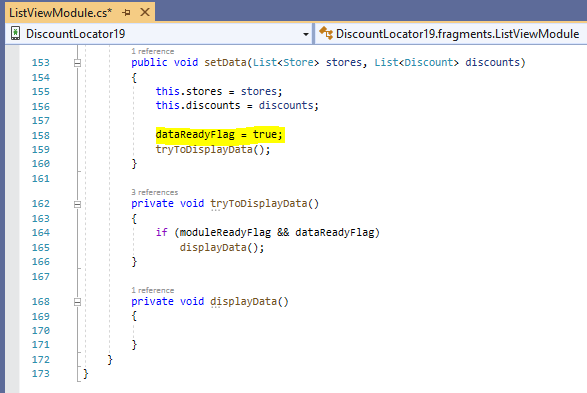 ListViewModule.cs*
DiscountLocator19
DiscountLocator19.fragments.ListViewModule
1 reference
153 public void setData(List<Store> stores, List<Discount> discounts)
154 {
155 this.stores = stores;
156 this.discounts = discounts;
157
158 dataReadyFlag = true;
159 tryToDisplayData();
160 }
161
3 references
162 private void tryToDisplayData()
163 {
164 if (moduleReadyFlag && dataReadyFlag)
165 displayData();
166 }
167
1 reference
168 private void displayData()
169 {
170
171 }
172 }
173 }